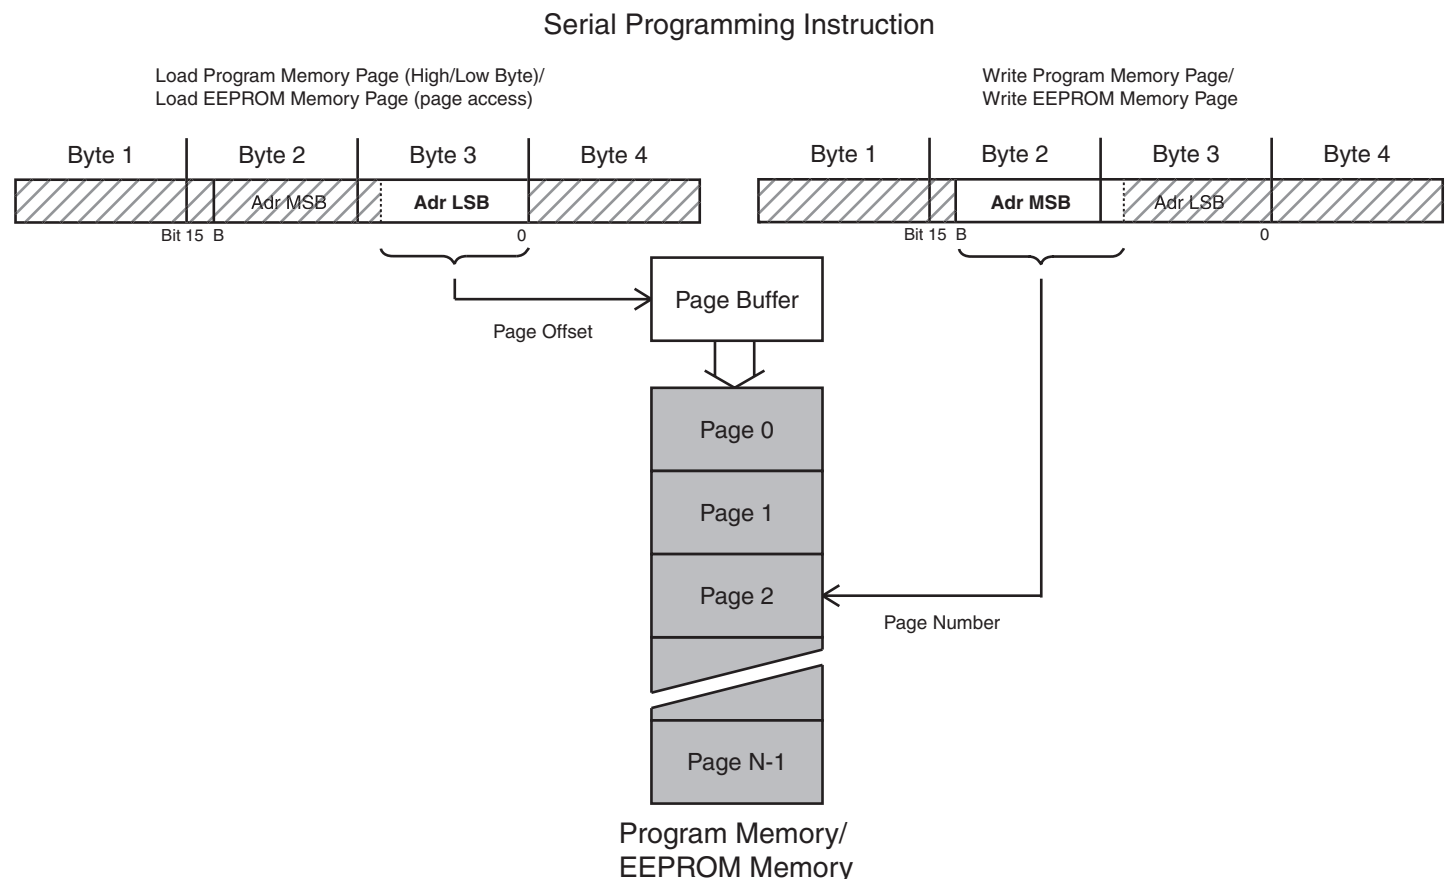 Serial Programming Instruction
Load Program Memory Page (High/Low Byte)/
Load EEPROM Memory Page (page access)
Byte 1 Byte 2 Byte 3 Byte 4
Adr MSB Adr LSB
Bit 15 B 0
Write Program Memory Page/
Write EEPROM Memory Page
Byte 1 Byte 2 Byte 3 Byte 4
Adr MSB Adr LSB
Bit 15 B 0
Page Buffer
Page Offset
Page 0
Page 1
Page 2
Page Number
Page N-1
Program Memory/
EEPROM Memory